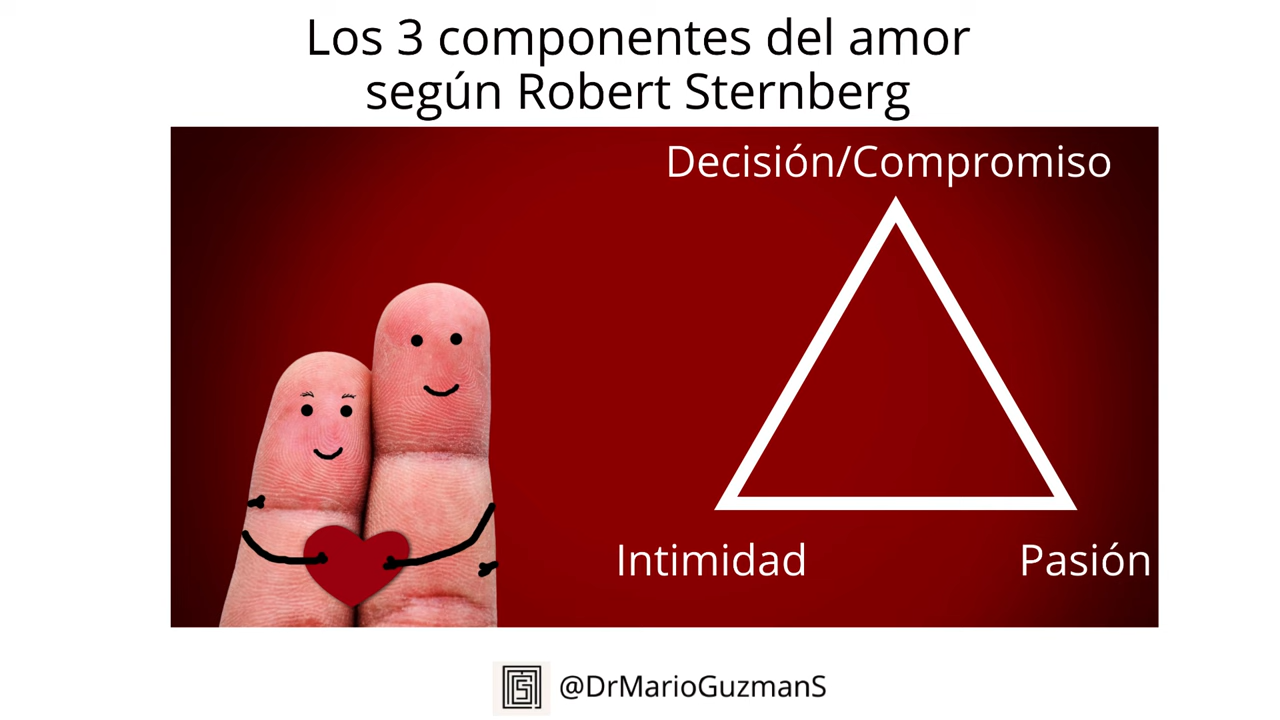 Los 3 componentes del amor
según Robert Sternberg
Decisión/Compromiso
Intimidad
Pasión
@DrMarioGuzmanS